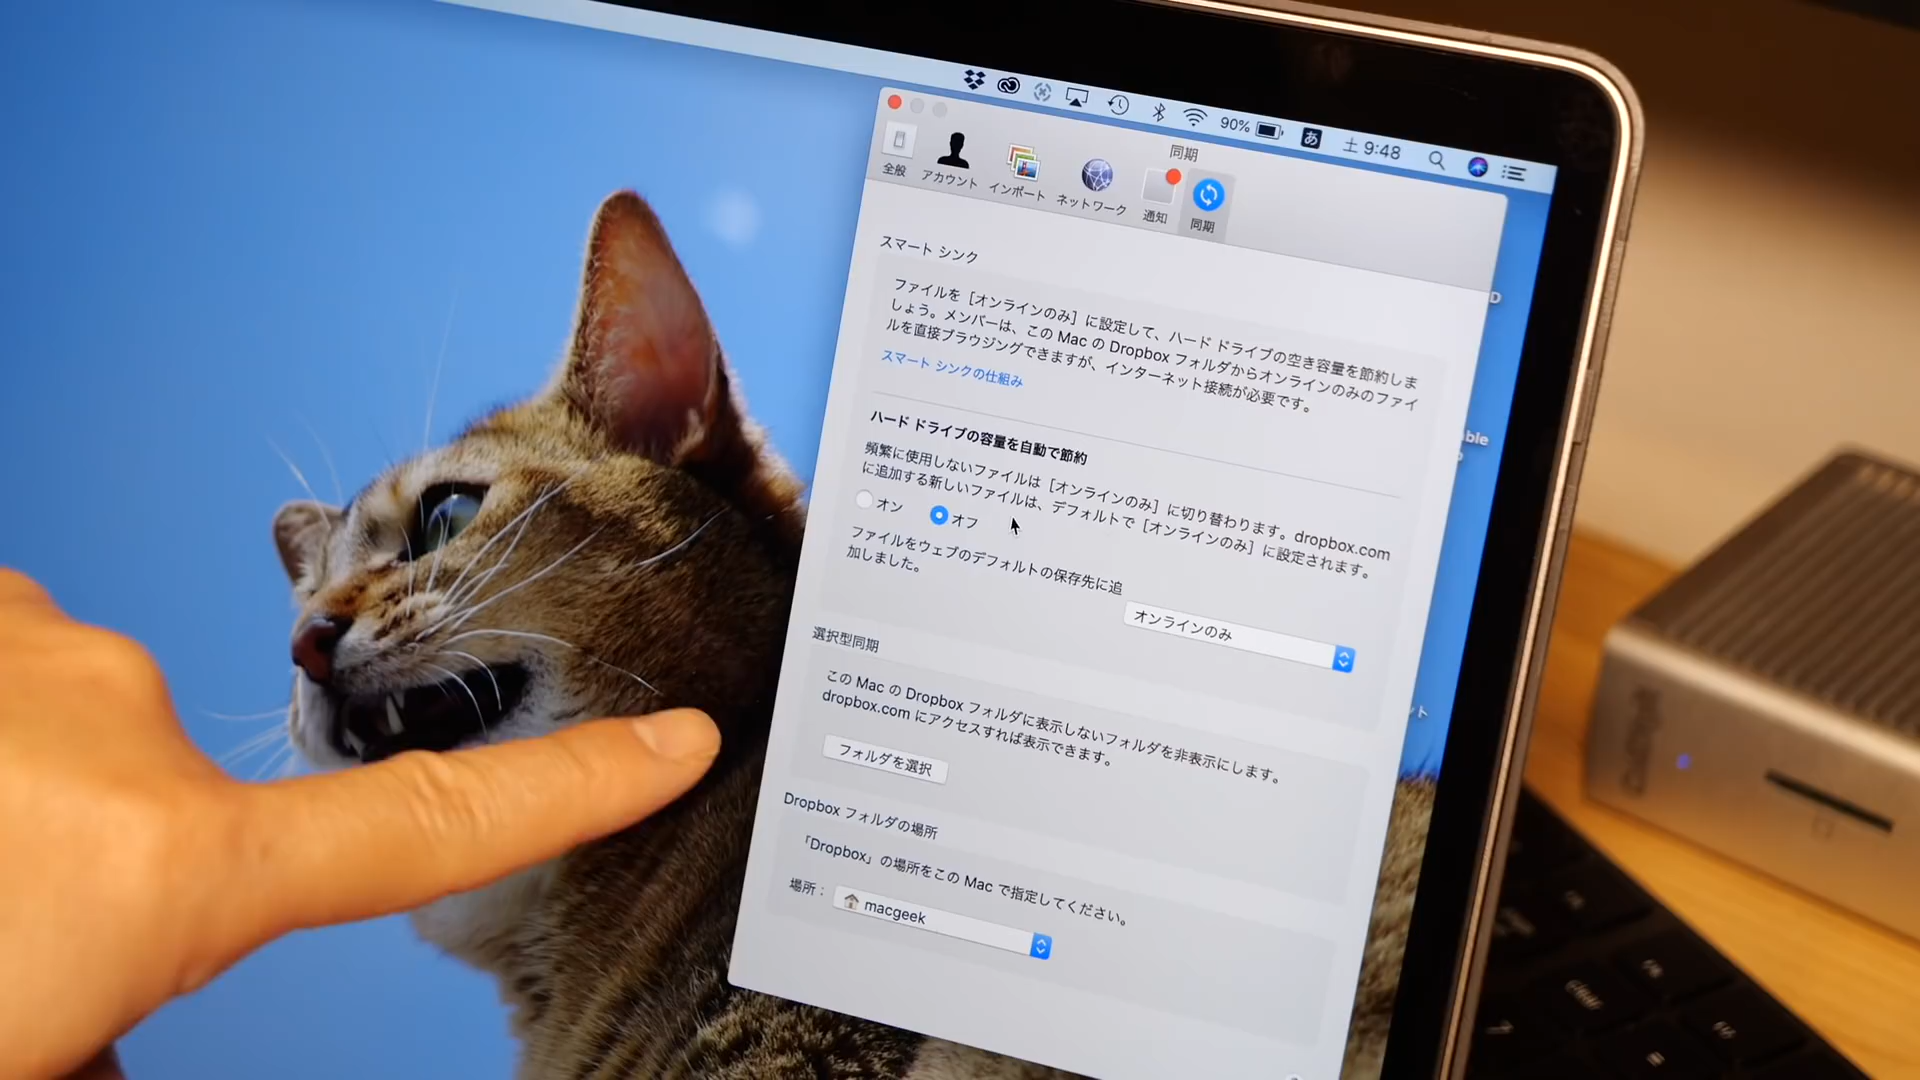 90%
あ
土 9:48
同期
全般
アカウント
インポート
ネットワーク
通知
同期
スマート シンク
ファイルを［オンラインのみ］に設定して、ハード ドライブの空き容量を節約しま
しょう。メンバーは、この Mac の Dropbox フォルダからオンラインのみのファイ
ルを直接ブラウジングできますが、インターネット接続が必要です。
スマート シンクの仕組み
ハード ドライブの容量を自動で節約
頻繁に使用しないファイルは［オンラインのみ］に切り替わります。dropbox.com
に追加する新しいファイルは、デフォルトで［オンラインのみ］に設定されます。
オン
オフ
ファイルをウェブのデフォルトの保存先に追
加しました。
オンラインのみ
選択型同期
この Mac の Dropbox フォルダに表示しないフォルダを非表示にします。
dropbox.com にアクセスすれば表示できます。
フォルダを選択
Dropbox フォルダの場所
「Dropbox」の場所をこの Mac で指定してください。
場所：
macgeek
clear